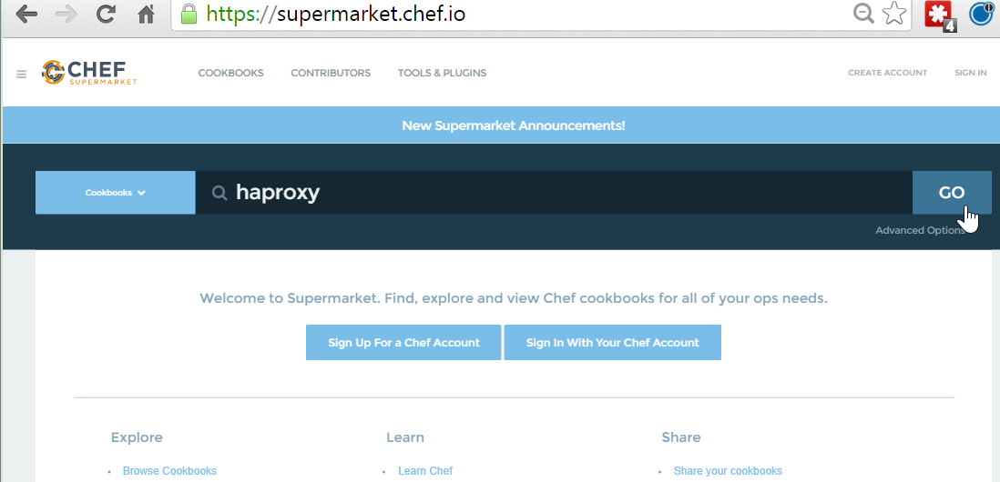 https://supermarket.chef.io
4
CHEF
SUPERMARKET
COOKBOOKS CONTRIBUTORS TOOLS & PLUGINS CREATE ACCOUNT SIGN IN
New Supermarket Announcements!
Cookbooks haproxy GO
Advanced Options
Welcome to Supermarket. Find, explore and view Chef cookbooks for all of your ops needs.
Sign Up For a Chef Account Sign In With Your Chef Account
Explore Learn Share
• Browse Cookbooks • Learn Chef • Share your cookbooks